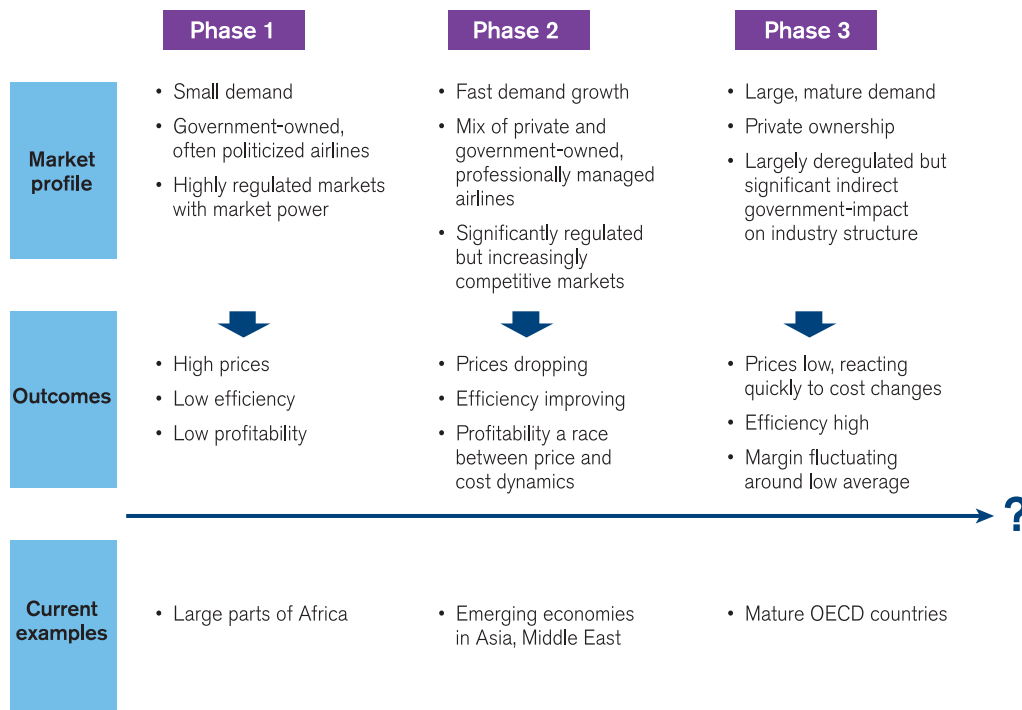 Phase 1
Phase 2
Phase 3
Market
profile
• Small demand
• Government-owned,
often politicized airlines
• Highly regulated markets
with market power
• Fast demand growth
• Mix of private and
government-owned,
professionally managed
airlines
• Significantly regulated
but increasingly
competitive markets
• Large, mature demand
• Private ownership
• Largely deregulated but
significant indirect
government-impact
on industry structure
Outcomes
• High prices
• Low efficiency
• Low profitability
• Prices dropping
• Efficiency improving
• Profitability a race
between price and
cost dynamics
• Prices low, reacting
quickly to cost changes
• Efficiency high
• Margin fluctuating
around low average
?
Current
examples
• Large parts of Africa
• Emerging economies
in Asia, Middle East
• Mature OECD countries